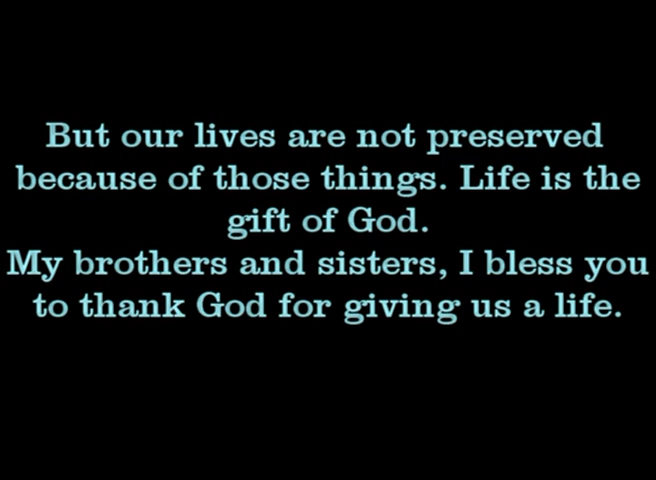 But our lives are not preserved
because of those things. Life is the
gift of God.
My brothers and sisters, I bless you
to thank God for giving us a life.